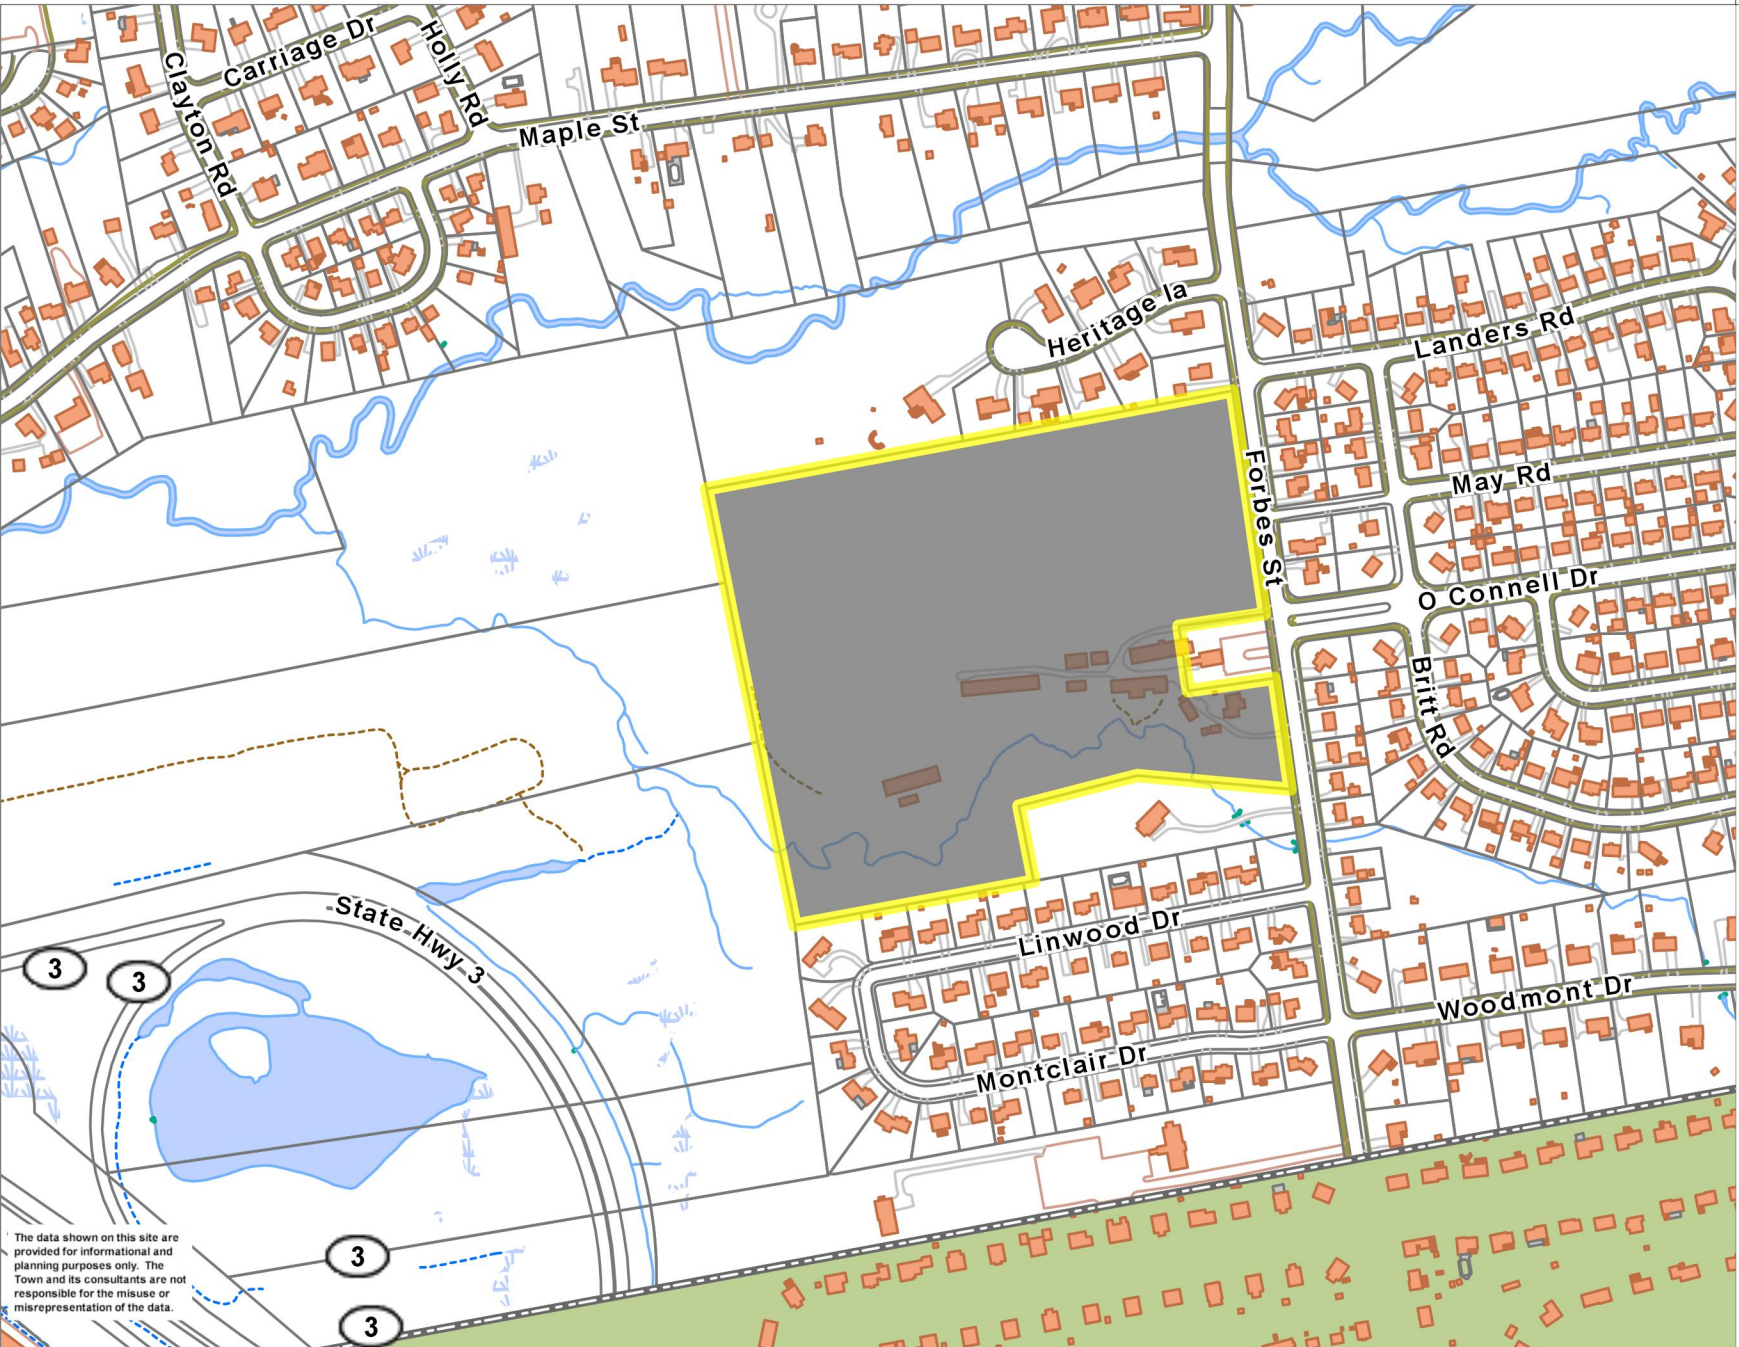 Carriage Dr
Holly Rd
Clayton Rd
Maple St
Heritage la
Landers Rd
Forbes St
May Rd
O Connell Dr
Britt Rd
State Hwy 3
Linwood Dr
3
3
Woodmont Dr
Montclair Dr
The data shown on this site are
provided for informational and
planning purposes only. The
Town and its consultants are not
responsible for the misuse or
misrepresentation of the data.
3
3